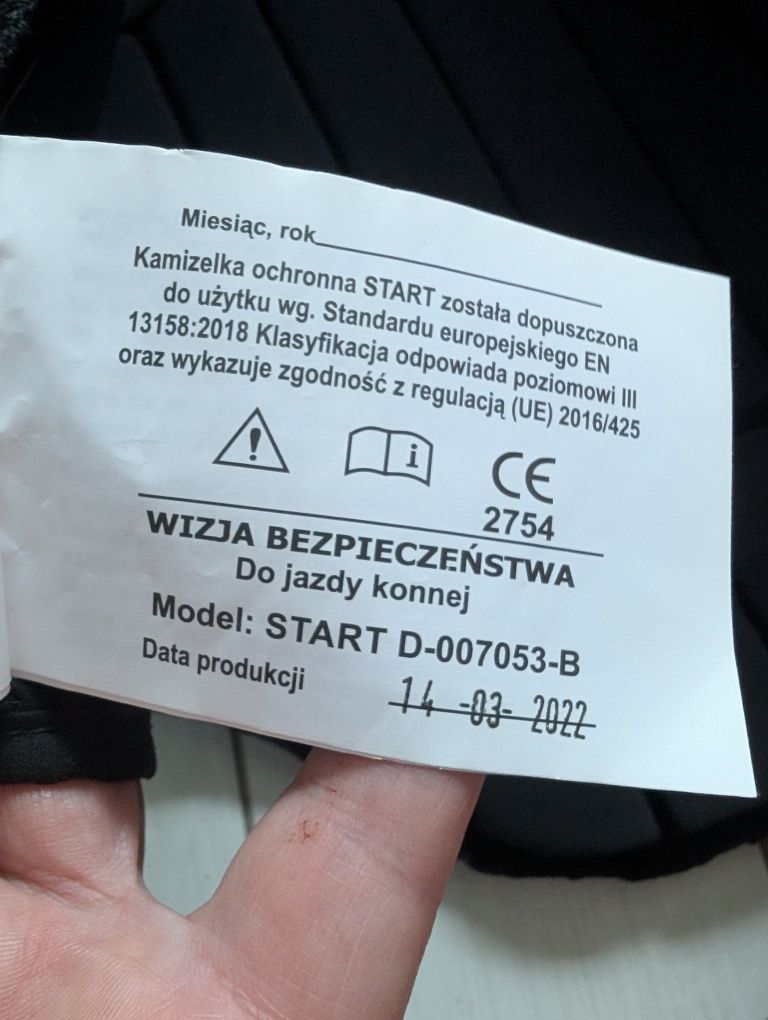 Miesiąc, rok
Kamizelka ochronna START została dopuszczona
do użytku wg. Standardu europejskiego EN
13158:2018 Klasyfikacja odpowiada poziomowi III
oraz wykazuje zgodność z regulacją (UE) 2016/425
! i CE
2754
WIZJA BEZPIECZEŃSTWA
Do jazdy konnej
Model: START D-007053-B
Data produkcji 14 -03- 2022